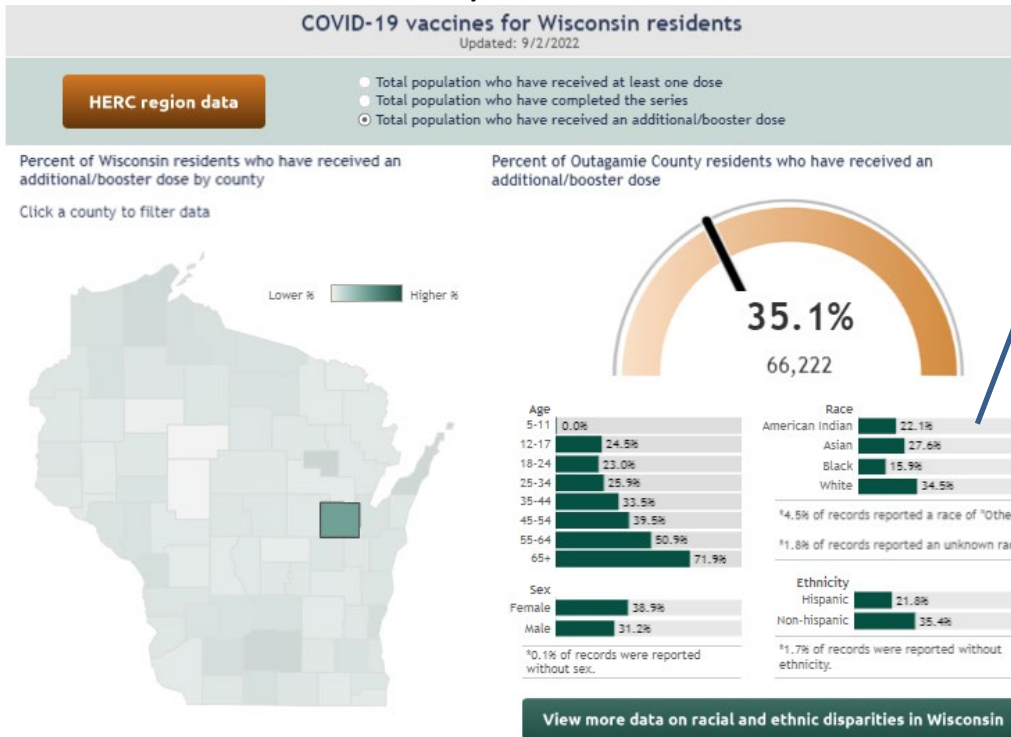 COVID-19 vaccines for Wisconsin residents
Updated: 9/2/2022
HERC region data
Total population who have received at least one dose
Total population who have completed the series
Total population who have received an additional/booster dose
Percent of Wisconsin residents who have received an
additional/booster dose by county
Click a county to filter data
Lower %
Higher %
Percent of Outagamie County residents who have received an
additional/booster dose
35.1%
66,222
Age
5-11 0.0%
12-17 24.5%
18-24 23.0%
25-34 25.9%
35-44 33.5%
45-54 39.5%
55-64 50.9%
65+ 71.9%
Sex
Female 38.9%
Male 31.2%
*0.1% of records were reported
without sex.
Race
American Indian 22.1%
Asian 27.6%
Black 15.9%
White 34.5%
*4.5% of records reported a race of "Othe
*1.8% of records reported an unknown ra
Ethnicity
Hispanic 21.8%
Non-hispanic 35.4%
*1.7% of records were reported without
ethnicity.
View more data on racial and ethnic disparities in Wisconsin